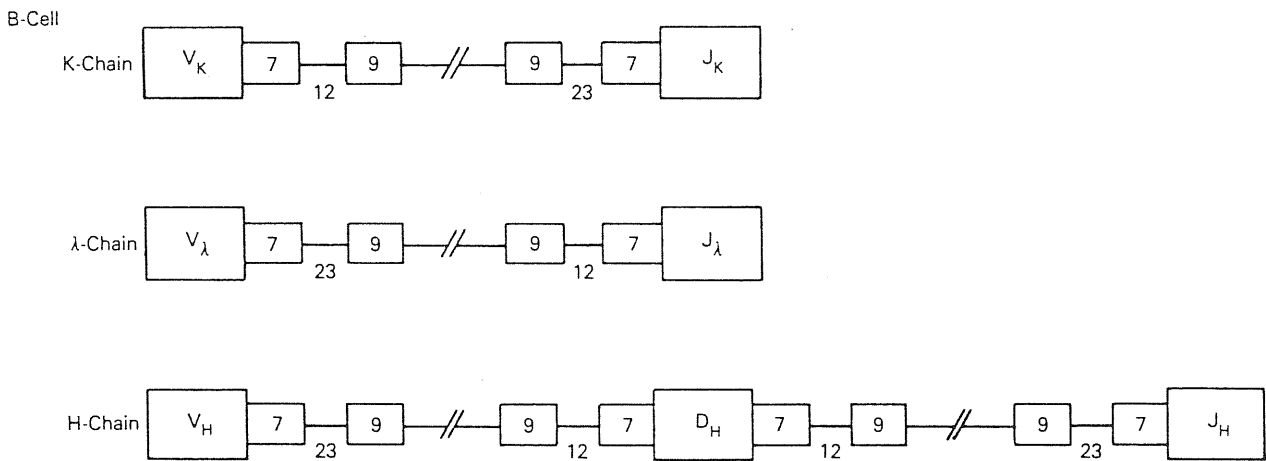 B-Cell
K-Chain V_K 7 9 9 7 J_K
12 23
λ-Chain V_λ 7 9 9 7 J_λ
23 12
H-Chain V_H 7 9 9 7 D_H 7 9 9 7 J_H
23 12 12 23